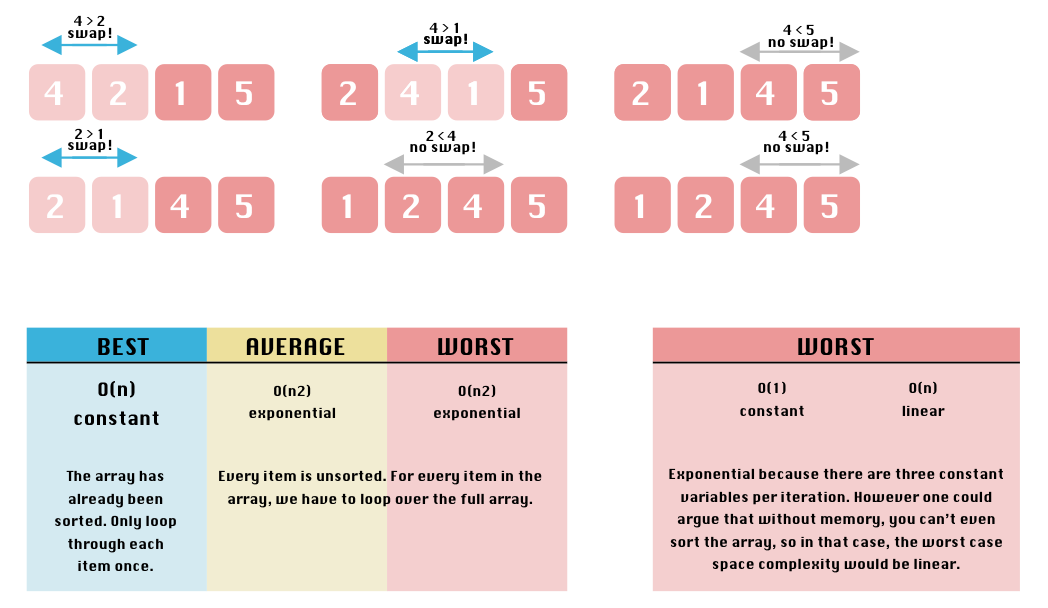 4 > 2
swap!
4 > 1
swap!
4 < 5
no swap!
4 2 1 5
2 4 1 5
2 1 4 5
2 > 1
swap!
2 < 4
no swap!
4 < 5
no swap!
2 1 4 5
1 2 4 5
1 2 4 5
BEST
O(n)
constant
The array has
already been
sorted. Only loop
through each
item once.
AVERAGE
O(n2)
exponential
WORST
O(n2)
exponential
Every item is unsorted. For every item in the
array, we have to loop over the full array.
WORST
O(1)
constant
O(n)
linear
Exponential because there are three constant
variables per iteration. However one could
argue that without memory, you can't even
sort the array, so in that case, the worst case
space complexity would be linear.